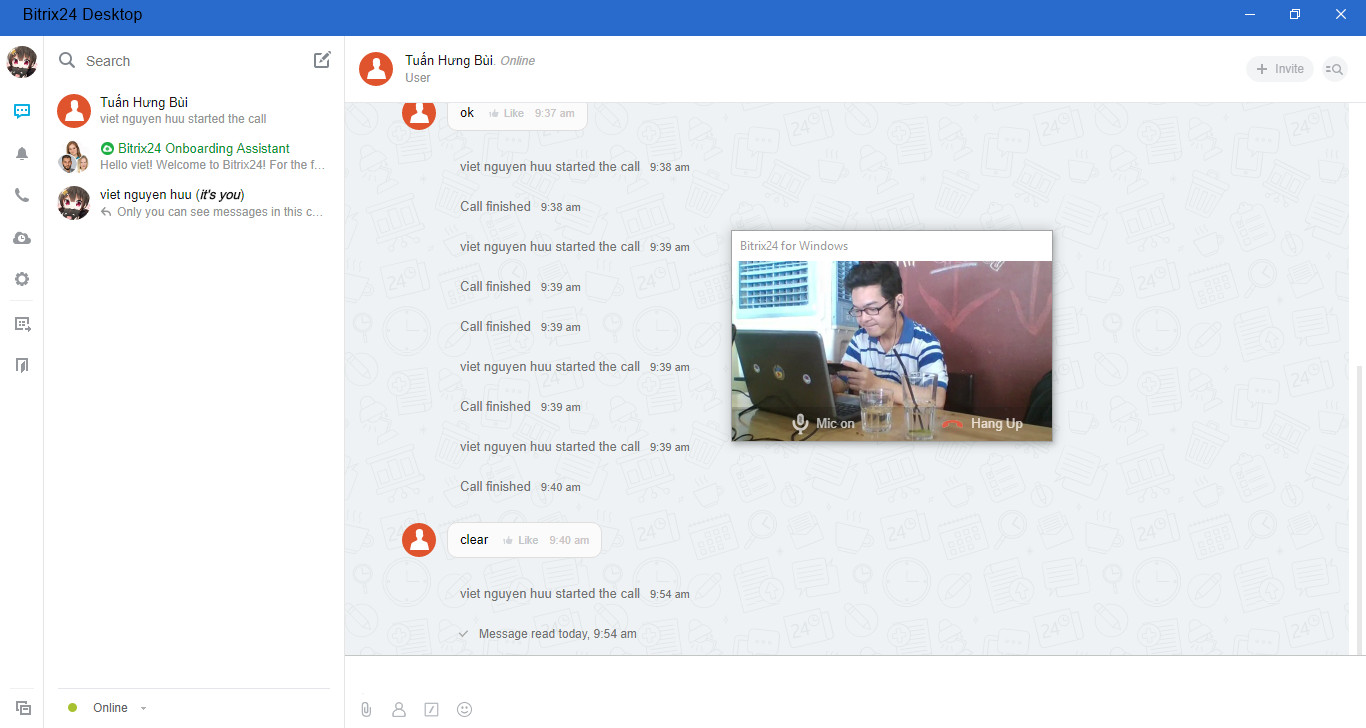 Bitrix24 Desktop
Search
Tuấn Hưng Bùi
viet nguyen huu started the call
Bitrix24 Onboarding Assistant
Hello viet! Welcome to Bitrix24! For the f...
viet nguyen huu (it's you)
Only you can see messages in this c...
Online
Tuấn Hưng Bùi. Online
User
Invite
ok Like 9:37 am
viet nguyen huu started the call 9:38 am
Call finished 9:38 am
viet nguyen huu started the call 9:39 am
Call finished 9:39 am
Call finished 9:39 am
viet nguyen huu started the call 9:39 am
Call finished 9:39 am
viet nguyen huu started the call 9:39 am
Call finished 9:40 am
clear Like 9:40 am
viet nguyen huu started the call 9:54 am
Message read today, 9:54 am
Bitrix24 for Windows
Mic on
Hang Up